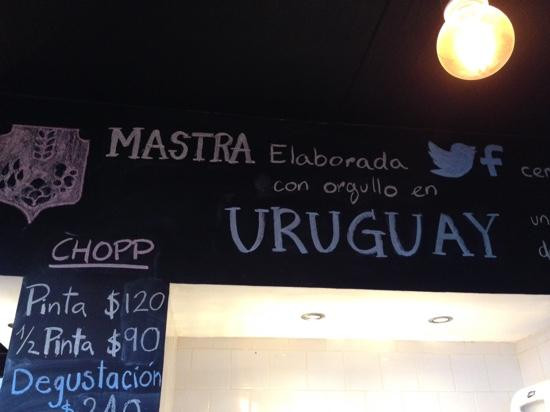 MASTRA Elaborada
con orgullo en
URUGUAY
CHOPP
Pinta $120
1/2 Pinta $90
Degustación